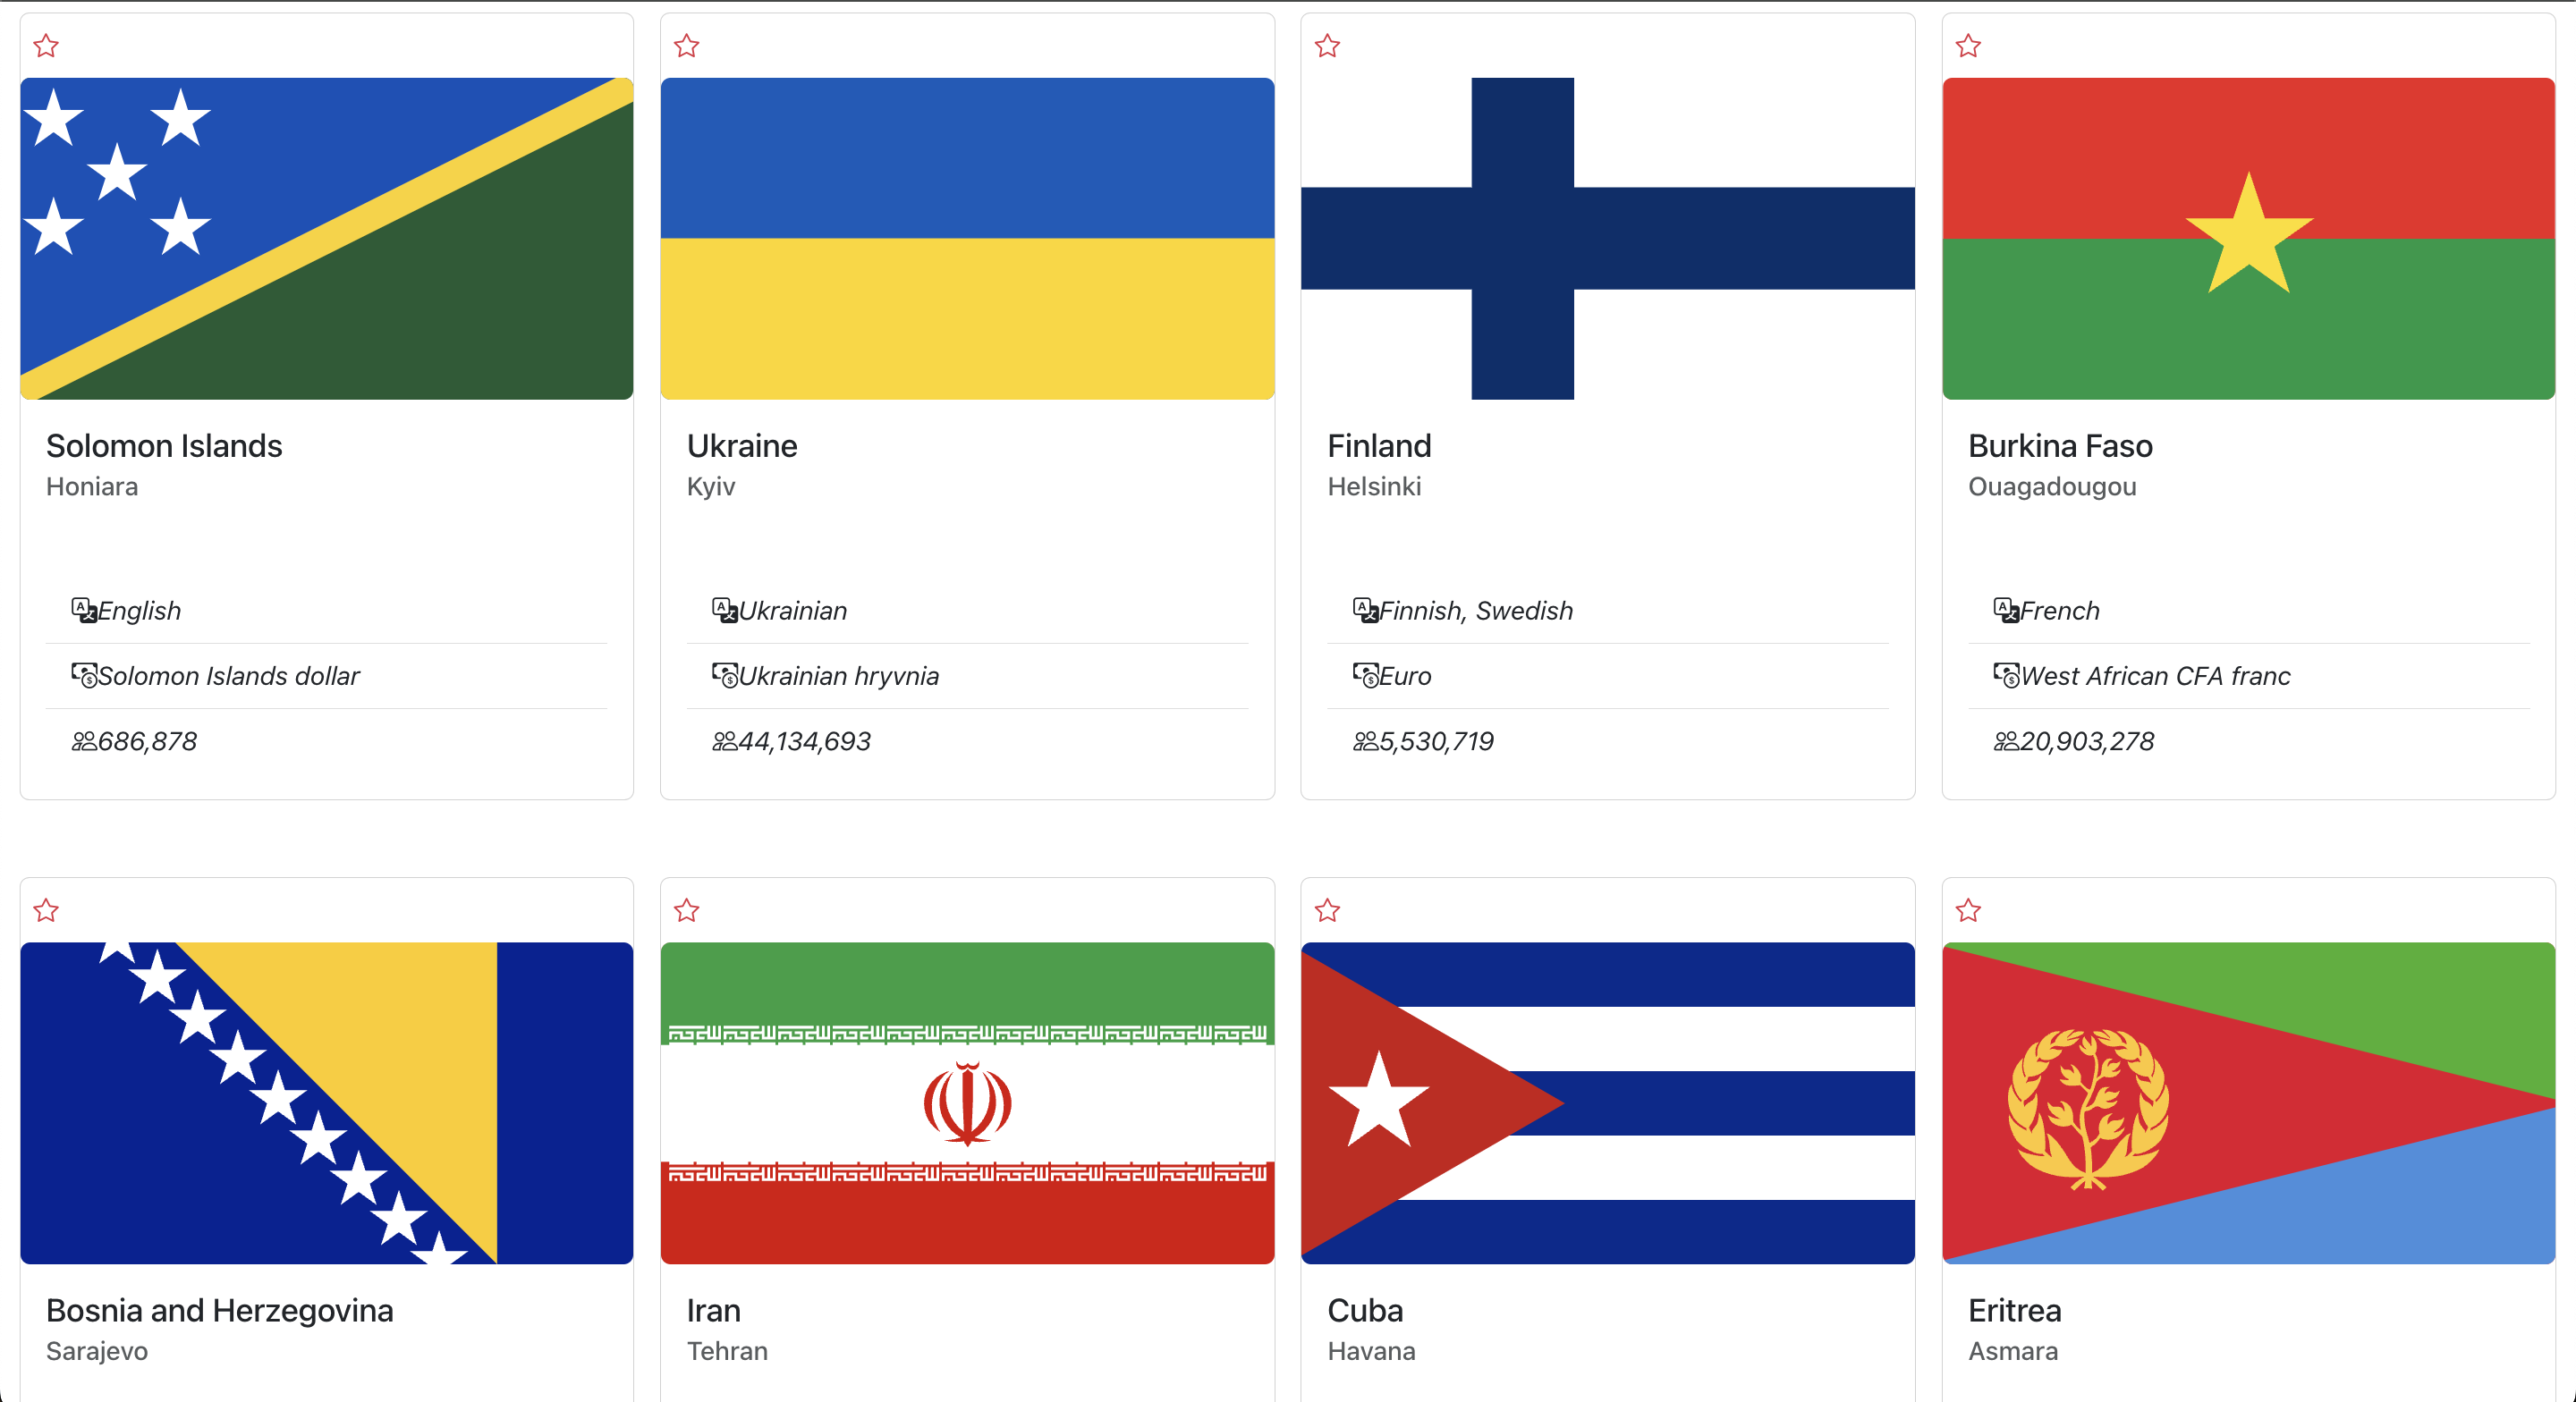 Solomon Islands
Honiara
English
Solomon Islands dollar
686,878
Ukraine
Kyiv
Ukrainian
Ukrainian hryvnia
44,134,693
Finland
Helsinki
Finnish, Swedish
Euro
5,530,719
Burkina Faso
Ouagadougou
French
West African CFA franc
20,903,278
Bosnia and Herzegovina
Sarajevo
Iran
Tehran
Cuba
Havana
Eritrea
Asmara